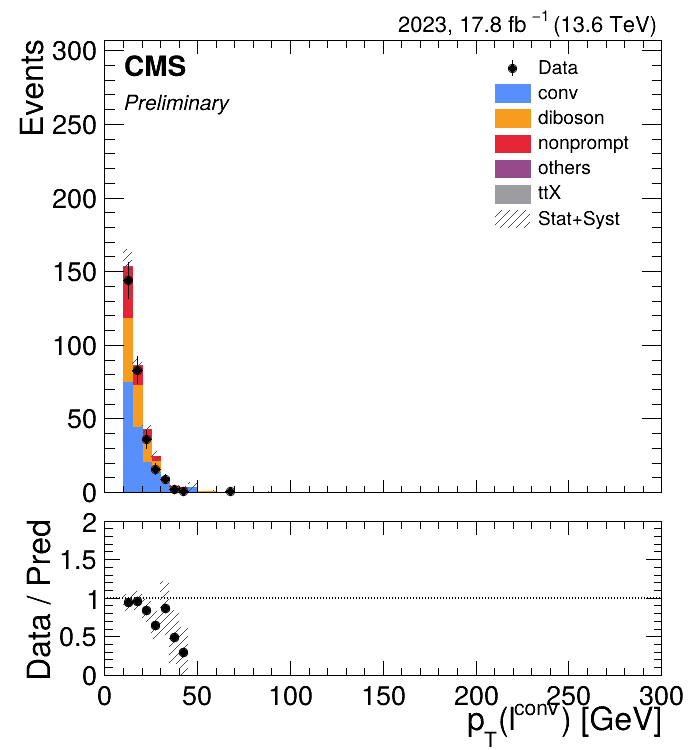 2023, 17.8 fb⁻¹ (13.6 TeV)
CMS
Preliminary
Events
300
250
200
150
100
50
0
Data
conv
diboson
nonprompt
others
ttX
Stat+Syst
Data / Pred
2
1.5
1
0.5
0
0 50 100 150 200 250 300
p_T(l^conv) [GeV]